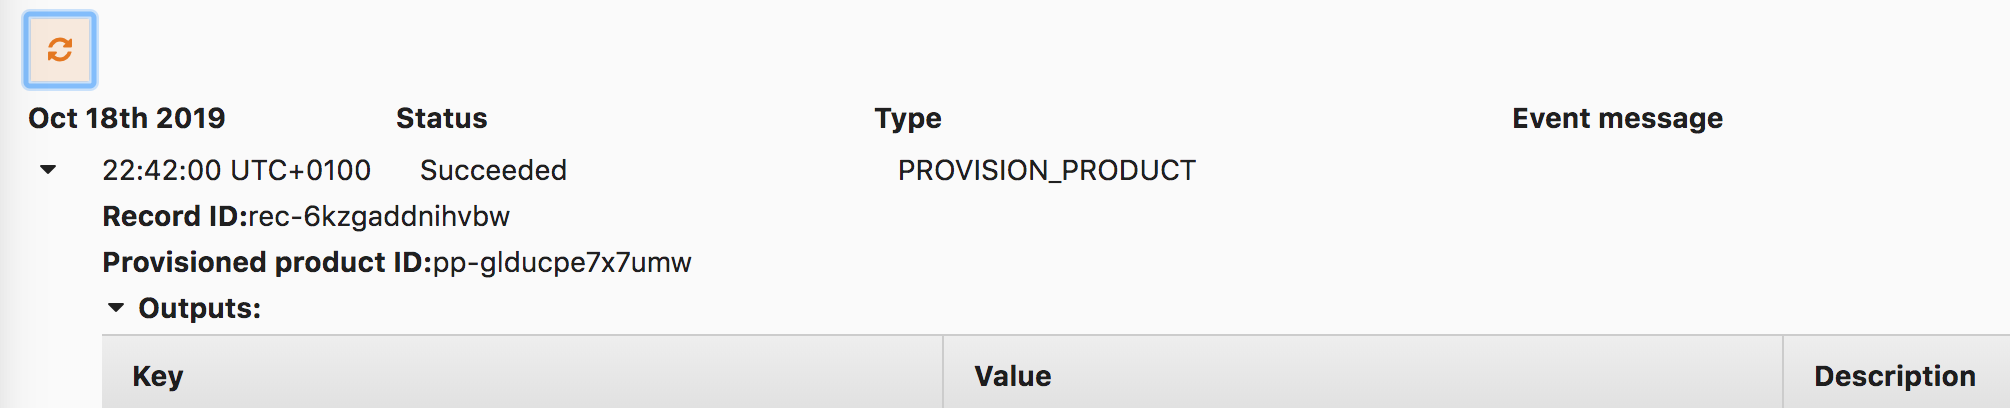 Oct 18th 2019 Status Type Event message
22:42:00 UTC+0100 Succeeded PROVISION_PRODUCT
Record ID:rec-6kzgaddnihvbw
Provisioned product ID:pp-glducpe7x7umw
Outputs:
Key Value Description